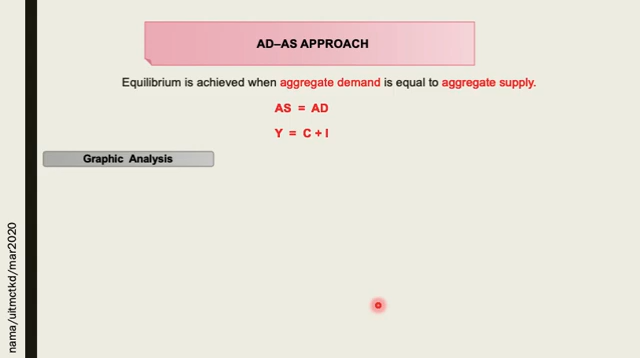 AD–AS APPROACH
Equilibrium is achieved when aggregate demand is equal to aggregate supply.
AS = AD
Y = C + I
Graphic Analysis
nama/uitmctkd/mar2020